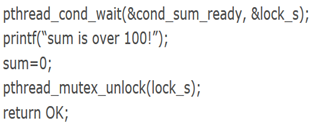 pthread_cond_wait(&cond_sum_ready, &lock_s);
printf(“sum is over 100!”);
sum=0;
pthread_mutex_unlock(lock_s);
return OK;